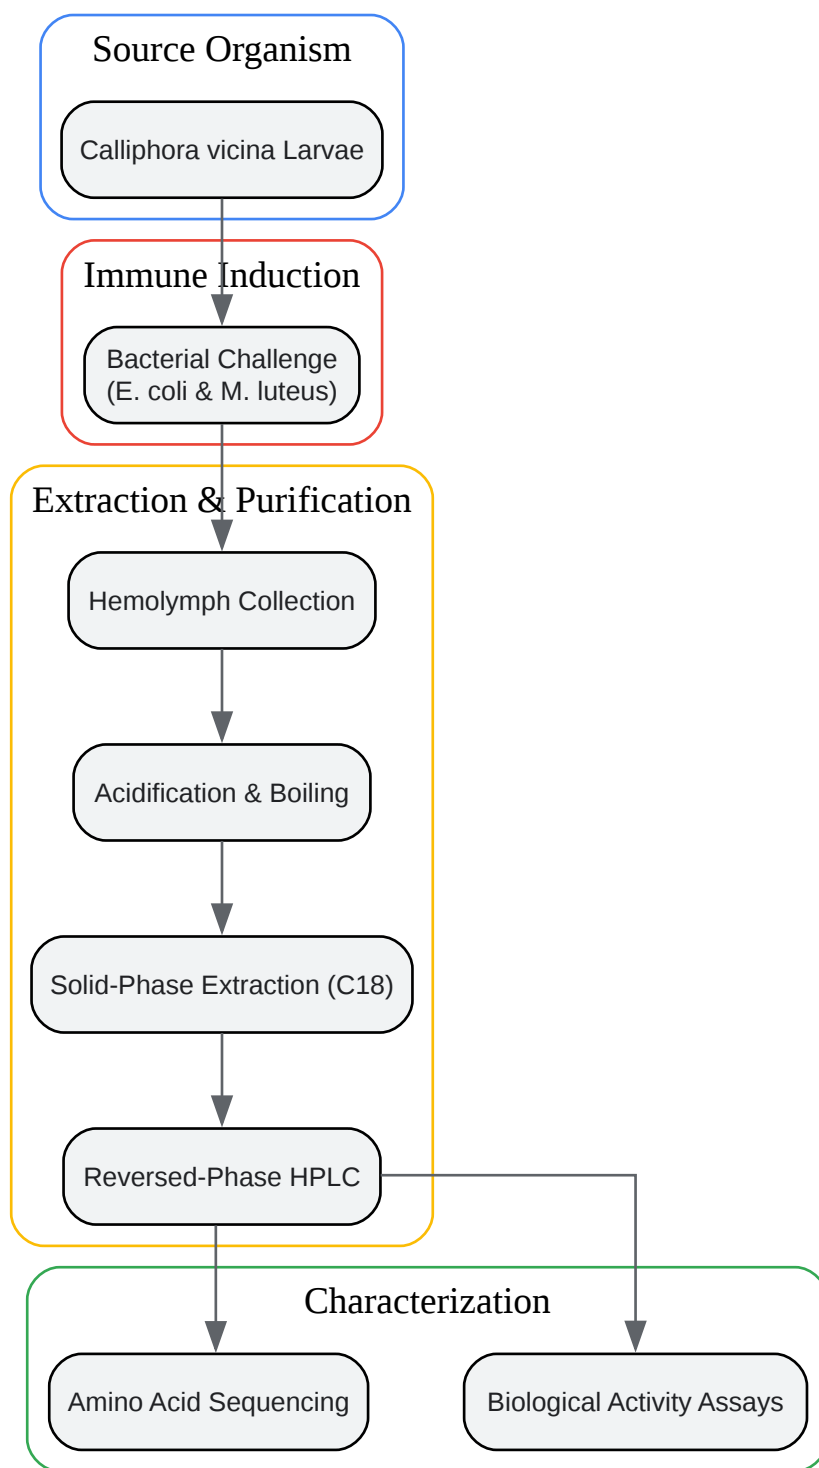 Source Organism
Calliphora vicina Larvae
Immune Induction
Bacterial Challenge
(E. coli & M. luteus)
Extraction & Purification
Hemolymph Collection
Acidification & Boiling
Solid-Phase Extraction (C18)
Reversed-Phase HPLC
Characterization
Amino Acid Sequencing
Biological Activity Assays